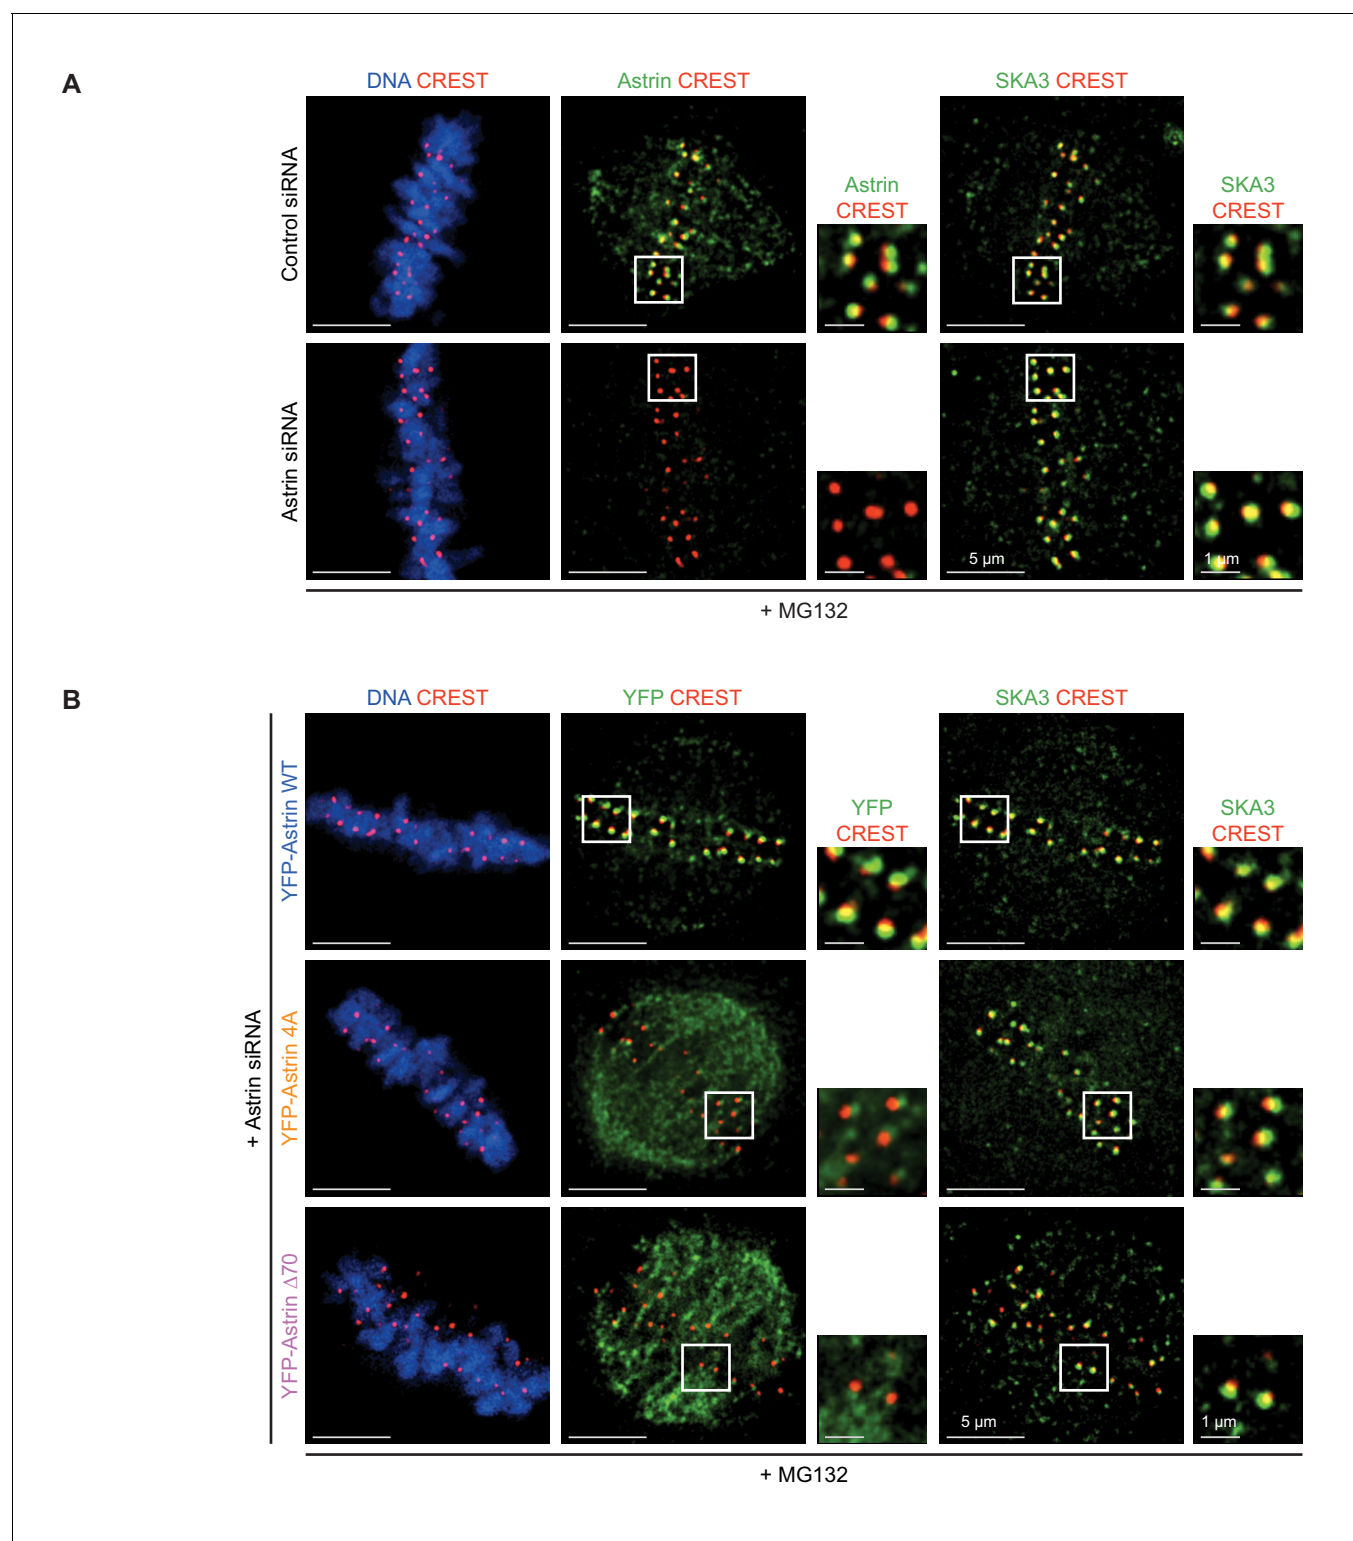 A
DNA CREST
Astrin CREST
SKA3 CREST
Control siRNA
Astrin
CREST
SKA3
CREST
Astrin siRNA
5 µm
1 µm
+ MG132
B
DNA CREST
YFP CREST
SKA3 CREST
+ Astrin siRNA
YFP-Astrin WT
YFP
CREST
SKA3
CREST
YFP-Astrin 4A
YFP-Astrin Δ70
5 µm
1 µm
+ MG132